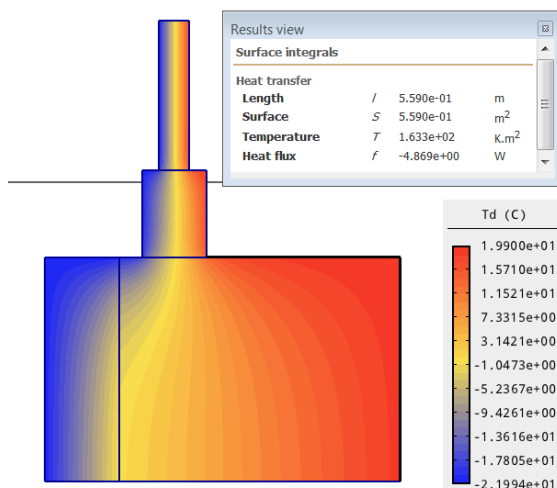 Results view
Surface integrals
Heat transfer
Length l 5.590e-01 m
Surface S 5.590e-01 m²
Temperature T 1.633e+02 K.m²
Heat flux f -4.869e+00 W
Td (C)
1.9900e+01
1.5710e+01
1.1521e+01
7.3315e+00
3.1421e+00
-1.0473e+00
-5.2367e+00
-9.4261e+00
-1.3616e+01
-1.7805e+01
-2.1994e+01